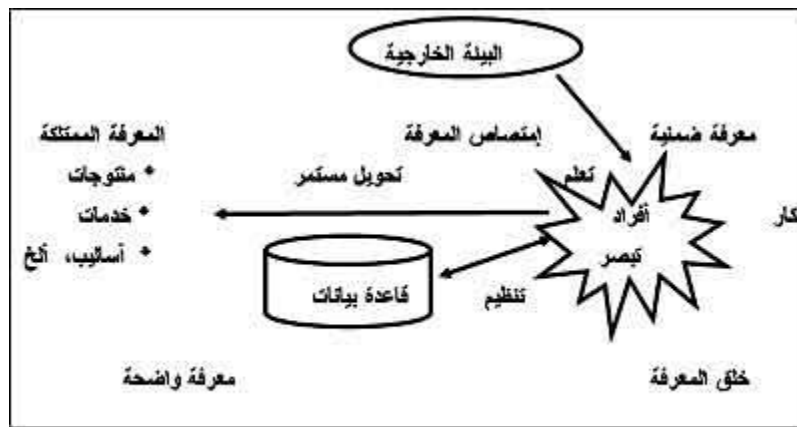 البيئة الخارجية
معرفة ضمنية
إمتصاص المعرفة
المعرفة الممتلكة
تعلم
تحويل مستمر
منتوجات
أفراد
خدمات
تبصر
أساليب، ألخ
تنظيم
قاعدة بيانات
خلق المعرفة
معرفة واضحة